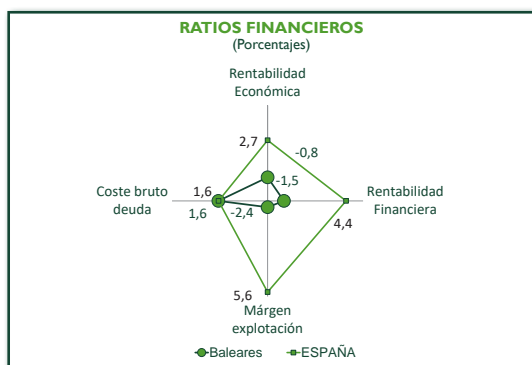 RATIOS FINANCIEROS
(Porcentajes)
Rentabilidad
Económica
2,7
-0,8
-1,5
Coste bruto
deuda
1,6
1,6
-2,4
Rentabilidad
Financiera
4,4
5,6
Márgen
explotación
Baleares
ESPAÑA